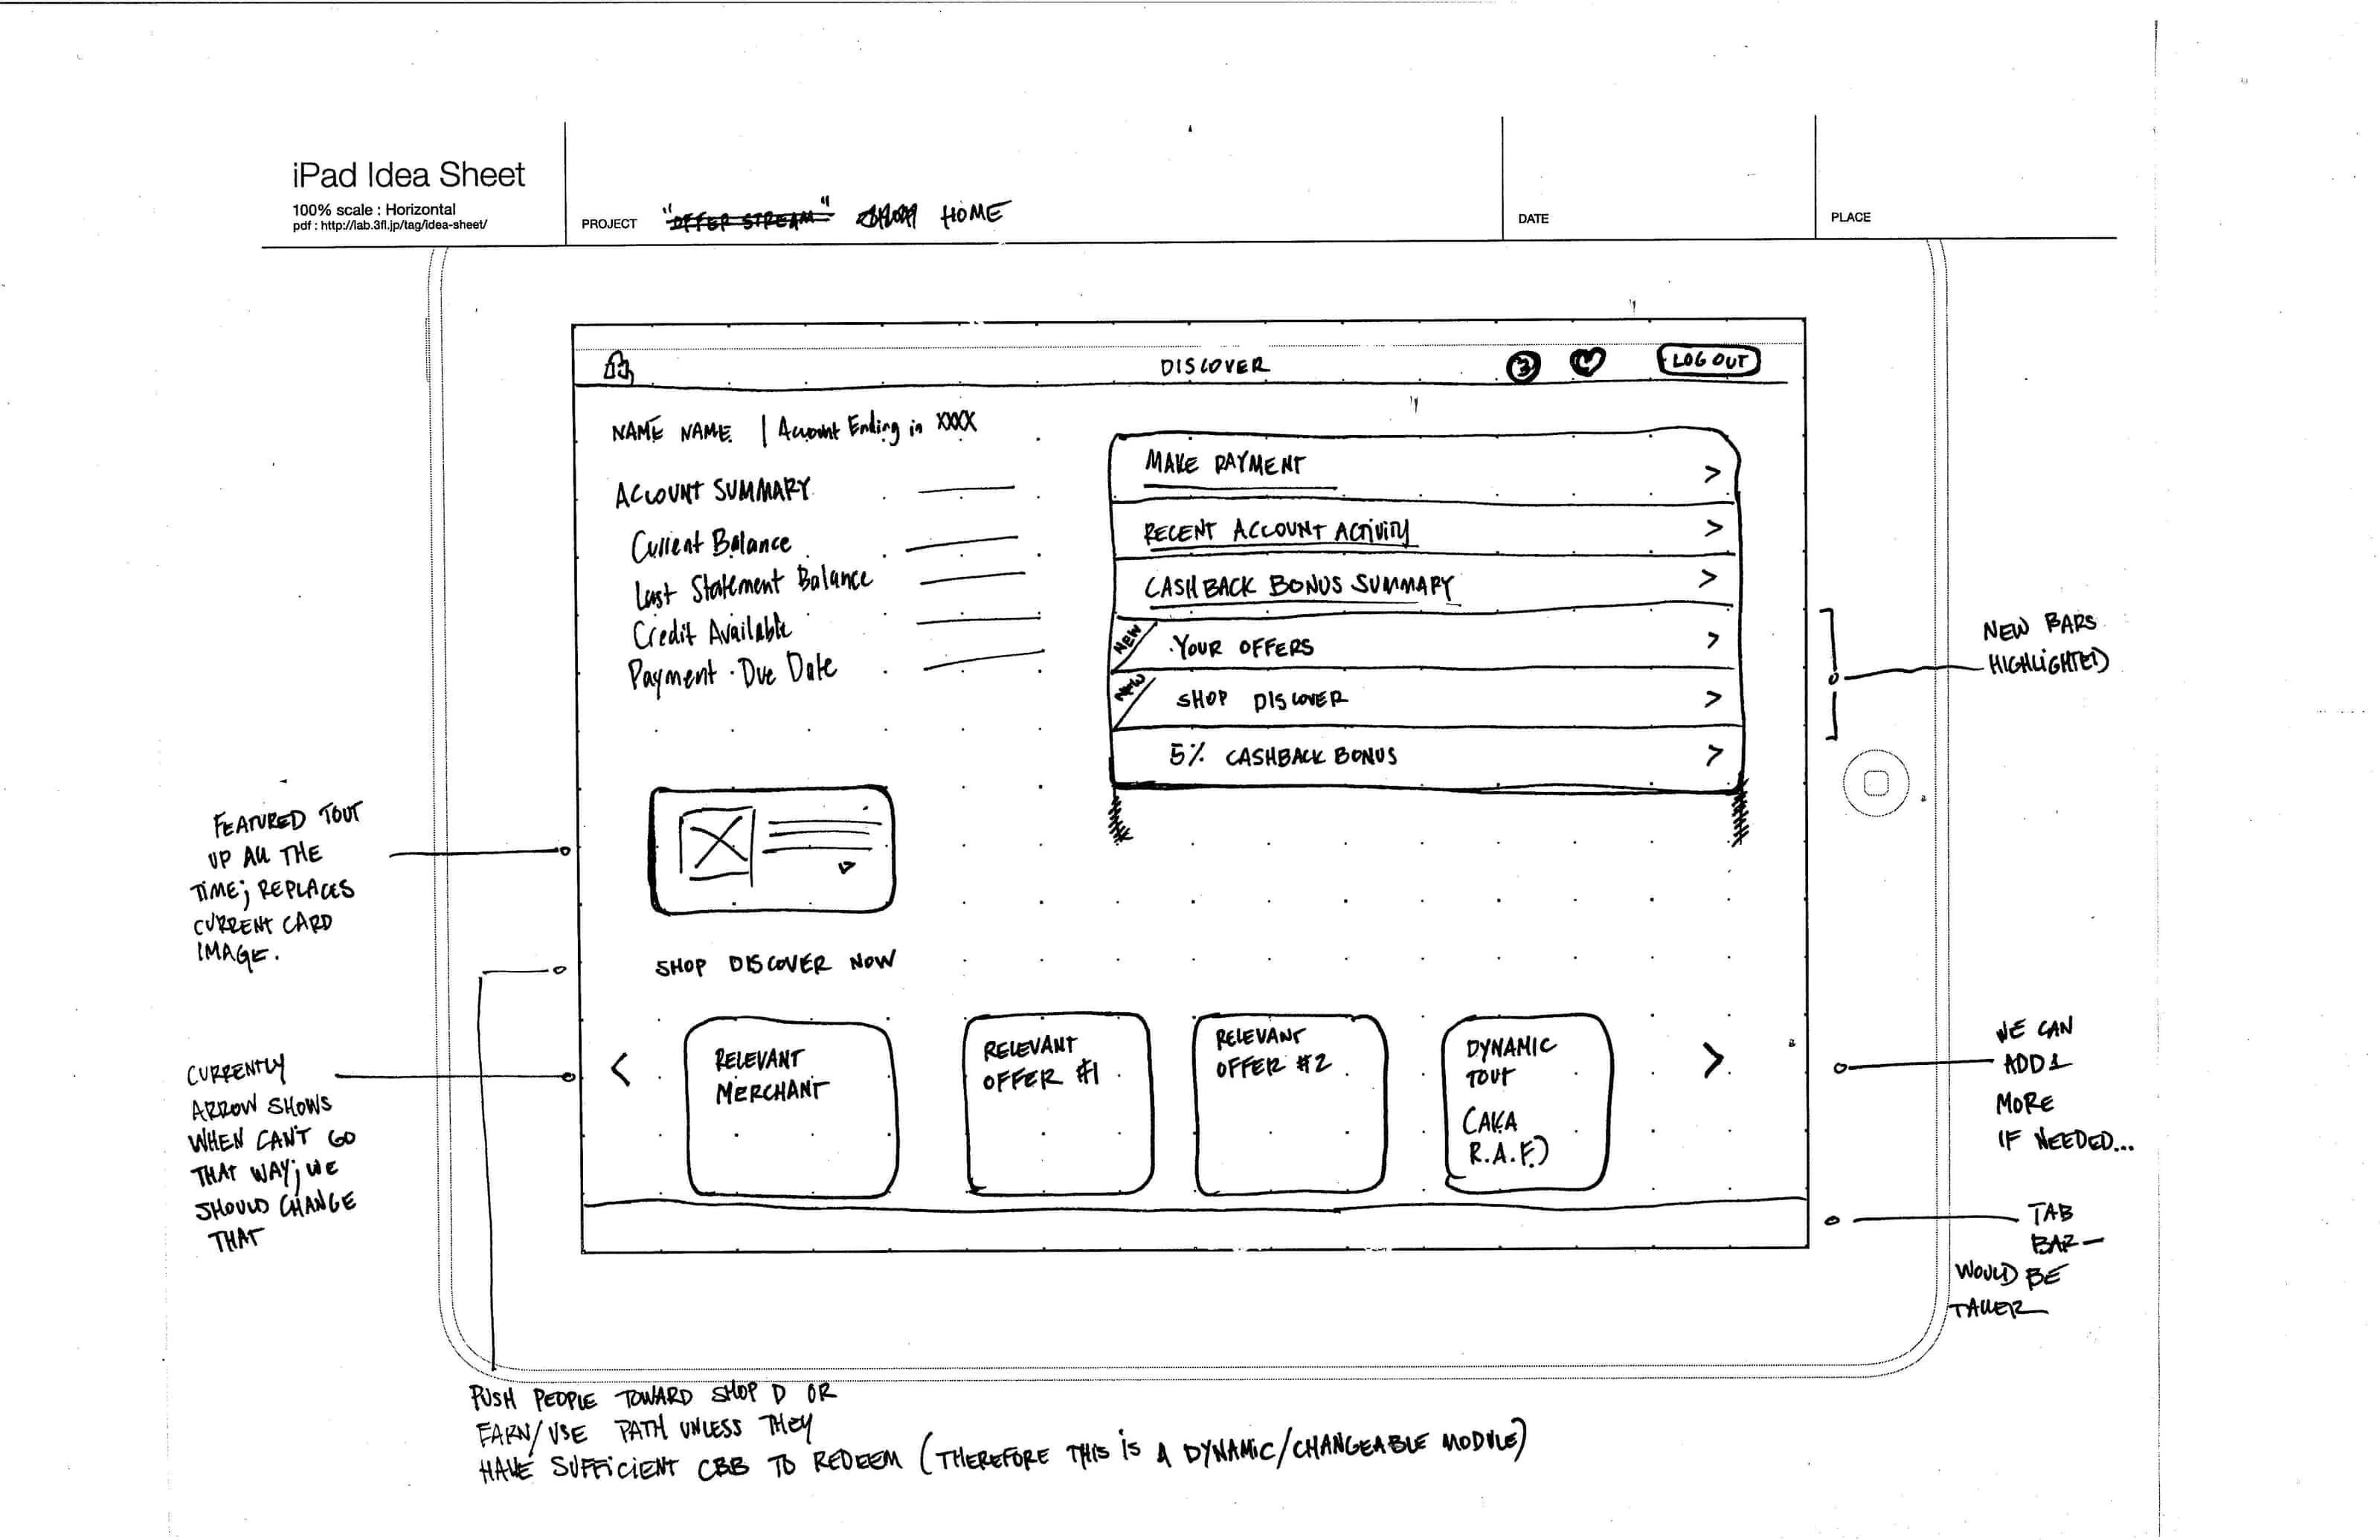 iPad Idea Sheet
100% scale : Horizontal
pdf : http://lab.3fl.jp/tag/idea-sheet/
PROJECT "OFFER STREAM" HOME
DATE
PLACE
DISCOVER
3
LOG OUT
NAME NAME | Account Ending in XXXX
ACCOUNT SUMMARY
Current Balance
Last Statement Balance
Credit Available
Payment Due Date
MAKE PAYMENT >
RECENT ACCOUNT ACTIVITY >
CASHBACK BONUS SUMMARY >
NEW YOUR OFFERS >
NEW SHOP DISCOVER >
5% CASHBACK BONUS >
NEW BARS
HIGHLIGHTED
FEATURED TOUT
UP ALL THE
TIME; REPLACES
CURRENT CARD
IMAGE.
SHOP DISCOVER NOW
CURRENTLY
ARROW SHOWS
WHEN CAN'T GO
THAT WAY; WE
SHOULD CHANGE
THAT
<
RELEVANT
MERCHANT
RELEVANT
OFFER #1
RELEVANT
OFFER #2
DYNAMIC
TOUT
(AKA
R.A.F.)
>
WE CAN
ADD 1
MORE
IF NEEDED...
TAB
BAR—
WOULD BE
TALLER
PUSH PEOPLE TOWARD SHOP D OR
EARN/USE PATH UNLESS THEY
HAVE SUFFICIENT CBB TO REDEEM (THEREFORE THIS IS A DYNAMIC/CHANGEABLE MODULE)